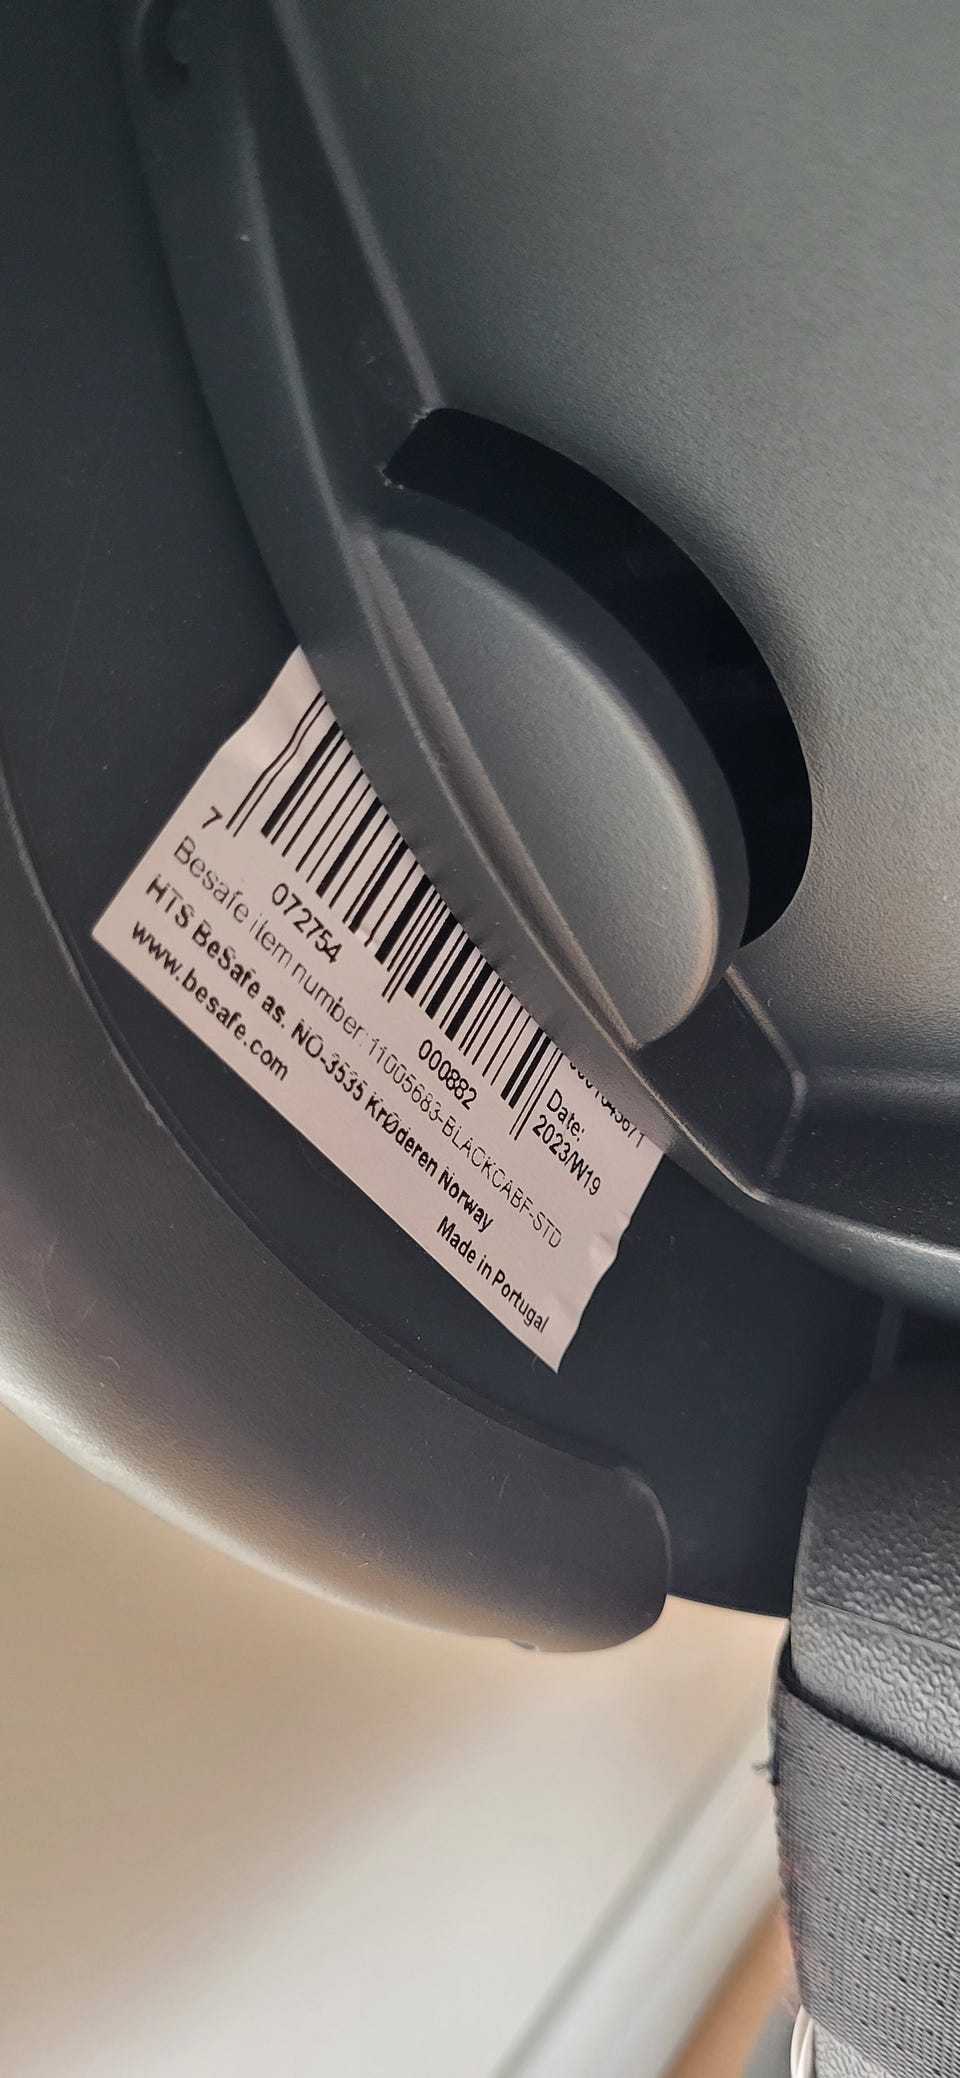 7 072754 000882
Date:
2023/W19
Besafe item number: 11005683-BLACKCABF-STD
HTS BeSafe as. NO-3535 KrØderen Norway
www.besafe.com
Made in Portugal